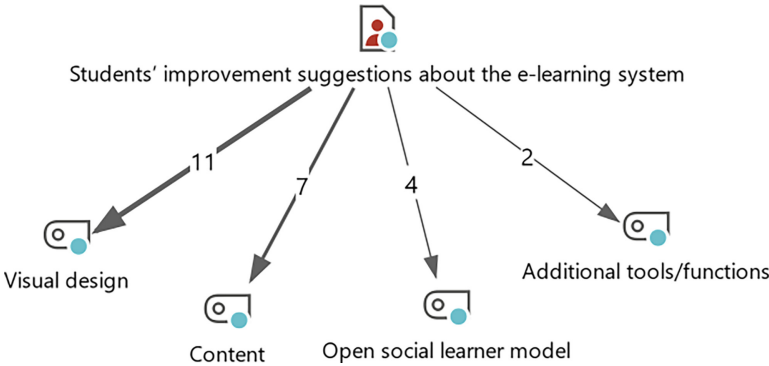 Students' improvement suggestions about the e-learning system
11
7
4
2
Visual design
Content
Open social learner model
Additional tools/functions